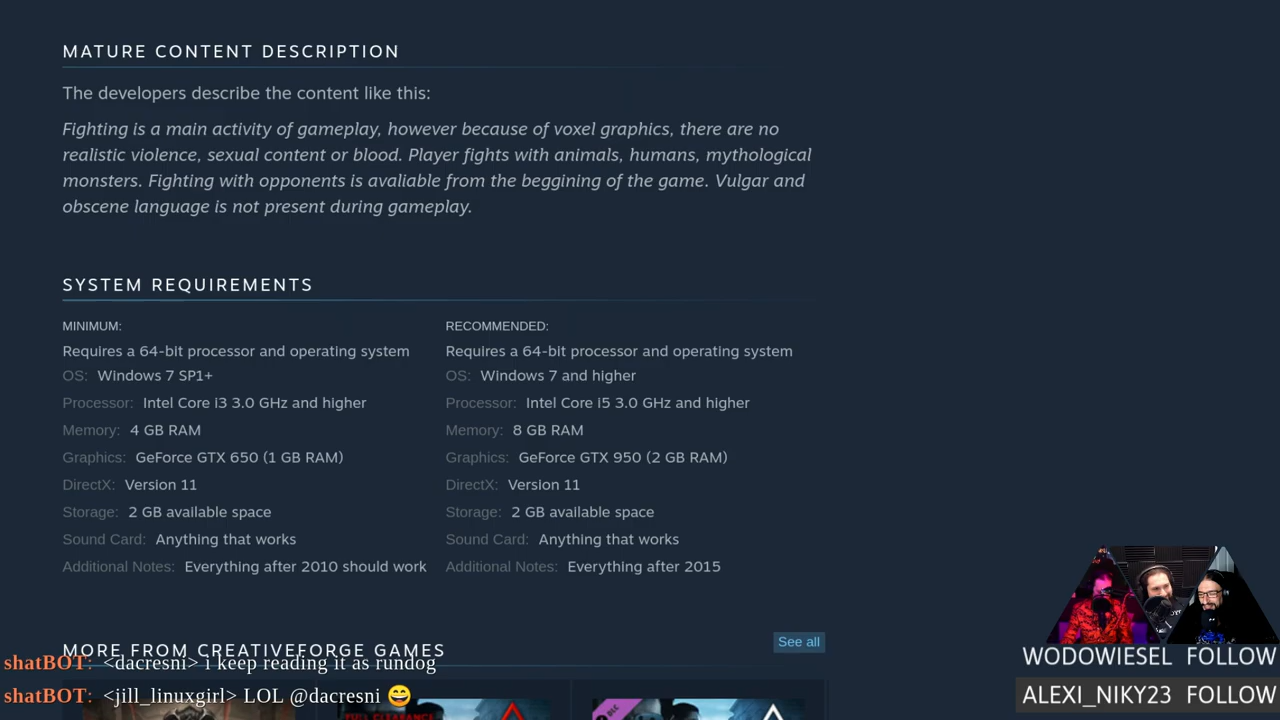 MATURE CONTENT DESCRIPTION
The developers describe the content like this:
Fighting is a main activity of gameplay, however because of voxel graphics, there are no
realistic violence, sexual content or blood. Player fights with animals, humans, mythological
monsters. Fighting with opponents is avaliable from the beggining of the game. Vulgar and
obscene language is not present during gameplay.
SYSTEM REQUIREMENTS
MINIMUM:
Requires a 64-bit processor and operating system
OS: Windows 7 SP1+
Processor: Intel Core i3 3.0 GHz and higher
Memory: 4 GB RAM
Graphics: GeForce GTX 650 (1 GB RAM)
DirectX: Version 11
Storage: 2 GB available space
Sound Card: Anything that works
Additional Notes: Everything after 2010 should work
RECOMMENDED:
Requires a 64-bit processor and operating system
OS: Windows 7 and higher
Processor: Intel Core i5 3.0 GHz and higher
Memory: 8 GB RAM
Graphics: GeForce GTX 950 (2 GB RAM)
DirectX: Version 11
Storage: 2 GB available space
Sound Card: Anything that works
Additional Notes: Everything after 2015
MORE FROM CREATIVEFORGE GAMES
See all
shatBOT: <dacresni> i keep reading it as rundog
shatBOT: <jill_linuxgirl> LOL @dacresni 😄
WODOWIESEL FOLLOW
ALEXI_NIKY23 FOLLOW